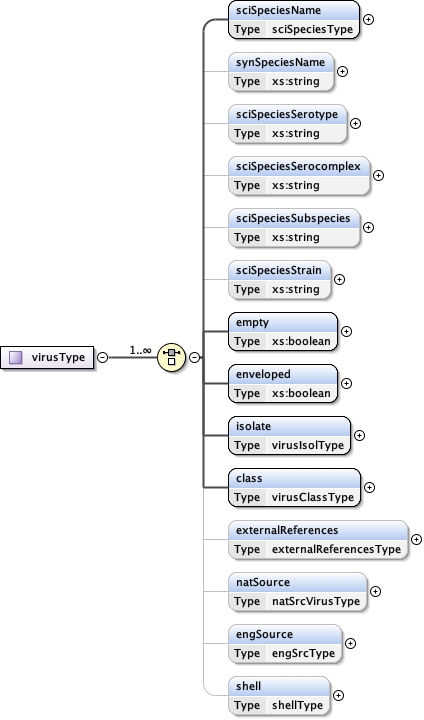 sciSpeciesName
Type sciSpeciesType
synSpeciesName
Type xs:string
sciSpeciesSerotype
Type xs:string
sciSpeciesSerocomplex
Type xs:string
sciSpeciesSubspecies
Type xs:string
sciSpeciesStrain
Type xs:string
empty
Type xs:boolean
virusType 1..∞
enveloped
Type xs:boolean
isolate
Type virusIsolType
class
Type virusClassType
externalReferences
Type externalReferencesType
natSource
Type natSrcVirusType
engSource
Type engSrcType
shell
Type shellType